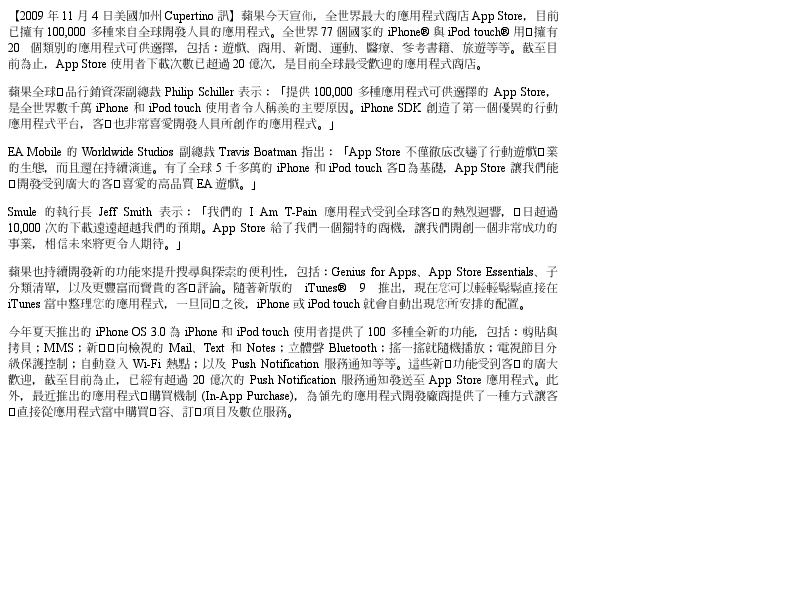 【2009 年 11 月 4 日美國加州 Cupertino 訊】蘋果今天宣佈，全世界最大的應用程式商店 App Store，目前
已擁有 100,000 多種來自全球開發人員的應用程式。全世界 77 個國家的 iPhone® 與 iPod touch® 用□擁有
20 個類別的應用程式可供選擇，包括：遊戲、商用、新聞、運動、醫療、參考書籍、旅遊等等。截至目
前為止，App Store 使用者下載次數已超過 20 億次，是目前全球最受歡迎的應用程式商店。
蘋果全球□品行銷資深副總裁 Philip Schiller 表示：「提供 100,000 多種應用程式可供選擇的 App Store，
是全世界數千萬 iPhone 和 iPod touch 使用者令人稱羨的主要原因。iPhone SDK 創造了第一個優異的行動
應用程式平台，客□也非常喜愛開發人員所創作的應用程式。」
EA Mobile 的 Worldwide Studios 副總裁 Travis Boatman 指出：「App Store 不僅徹底改變了行動遊戲□業
的生態，而且還在持續演進。有了全球 5 千多萬的 iPhone 和 iPod touch 客□為基礎，App Store 讓我們能
□開發受到廣大的客□喜愛的高品質 EA 遊戲。」
Smule 的執行長 Jeff Smith 表示：「我們的 I Am T-Pain 應用程式受到全球客□的熱烈迴響，□日超過
10,000 次的下載遠遠超越我們的預期。App Store 給了我們一個獨特的商機，讓我們開創一個非常成功的
事業，相信未來將更令人期待。」
蘋果也持續開發新的功能來提升搜尋與探索的便利性，包括：Genius for Apps、App Store Essentials、子
分類清單，以及更豐富而寶貴的客□評論。隨著新版的 iTunes® 9 推出，現在您可以輕輕鬆鬆直接在
iTunes 當中整理您的應用程式，一旦同□之後，iPhone 或 iPod touch 就會自動出現您所安排的配置。
今年夏天推出的 iPhone OS 3.0 為 iPhone 和 iPod touch 使用者提供了 100 多種全新的功能，包括：剪貼與
拷貝；MMS；新□□向檢視的 Mail、Text 和 Notes；立體聲 Bluetooth；搖一搖就隨機播放；電視節目分
級保護控制；自動登入 Wi-Fi 熱點；以及 Push Notification 服務通知等等。這些新□功能受到客□的廣大
歡迎，截至目前為止，已經有超過 20 億次的 Push Notification 服務通知發送至 App Store 應用程式。此
外，最近推出的應用程式□購買機制 (In-App Purchase)，為領先的應用程式開發廠商提供了一種方式讓客
□直接從應用程式當中購買□容、訂□項目及數位服務。